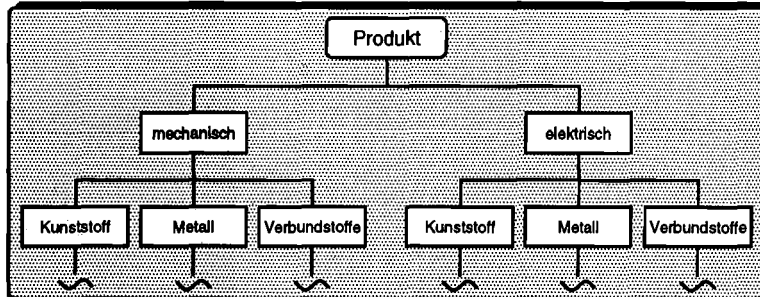 Produkt
mechanisch elektrisch
Kunststoff Metall Verbundstoffe Kunststoff Metall Verbundstoffe